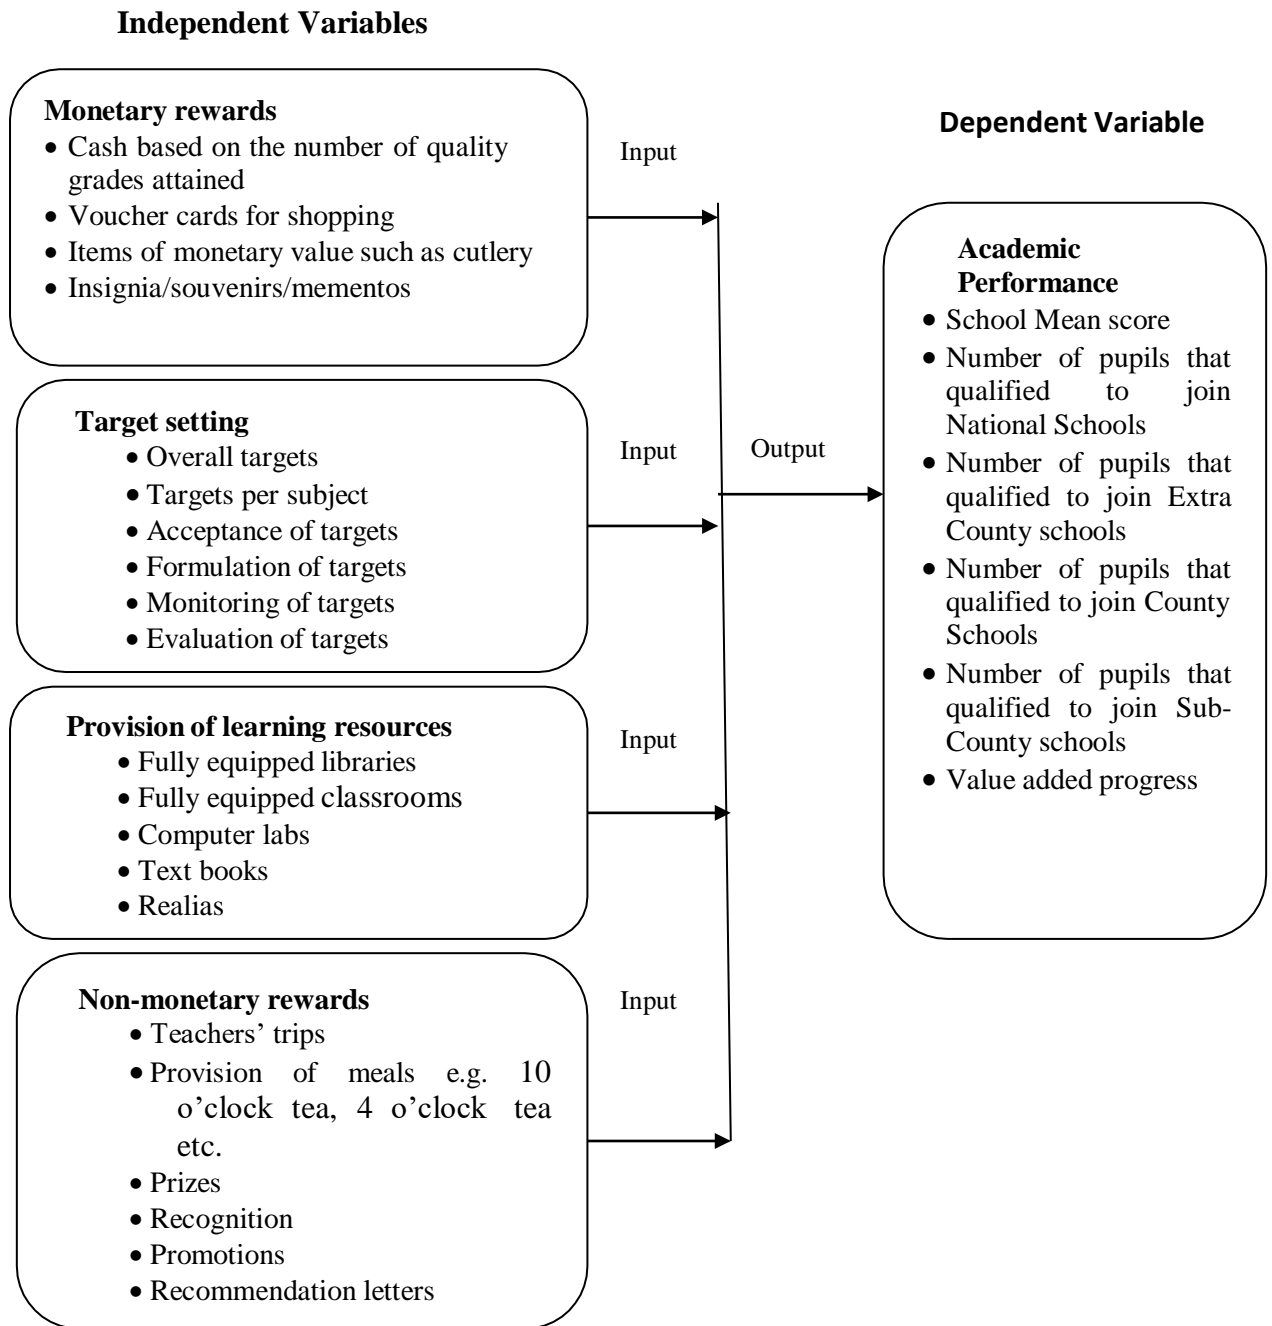 Independent Variables
Monetary rewards
• Cash based on the number of quality
grades attained
• Voucher cards for shopping
• Items of monetary value such as cutlery
• Insignia/souvenirs/mementos
Input
Target setting
• Overall targets
• Targets per subject
• Acceptance of targets
• Formulation of targets
• Monitoring of targets
• Evaluation of targets
Input
Provision of learning resources
• Fully equipped libraries
• Fully equipped classrooms
• Computer labs
• Text books
• Realias
Input
Non-monetary rewards
• Teachers’ trips
• Provision of meals e.g. 10
o’clock tea, 4 o’clock tea
etc.
• Prizes
• Recognition
• Promotions
• Recommendation letters
Input
Output
Dependent Variable
Academic
Performance
• School Mean score
• Number of pupils that
qualified to join
National Schools
• Number of pupils that
qualified to join Extra
County schools
• Number of pupils that
qualified to join County
Schools
• Number of pupils that
qualified to join Sub-
County schools
• Value added progress